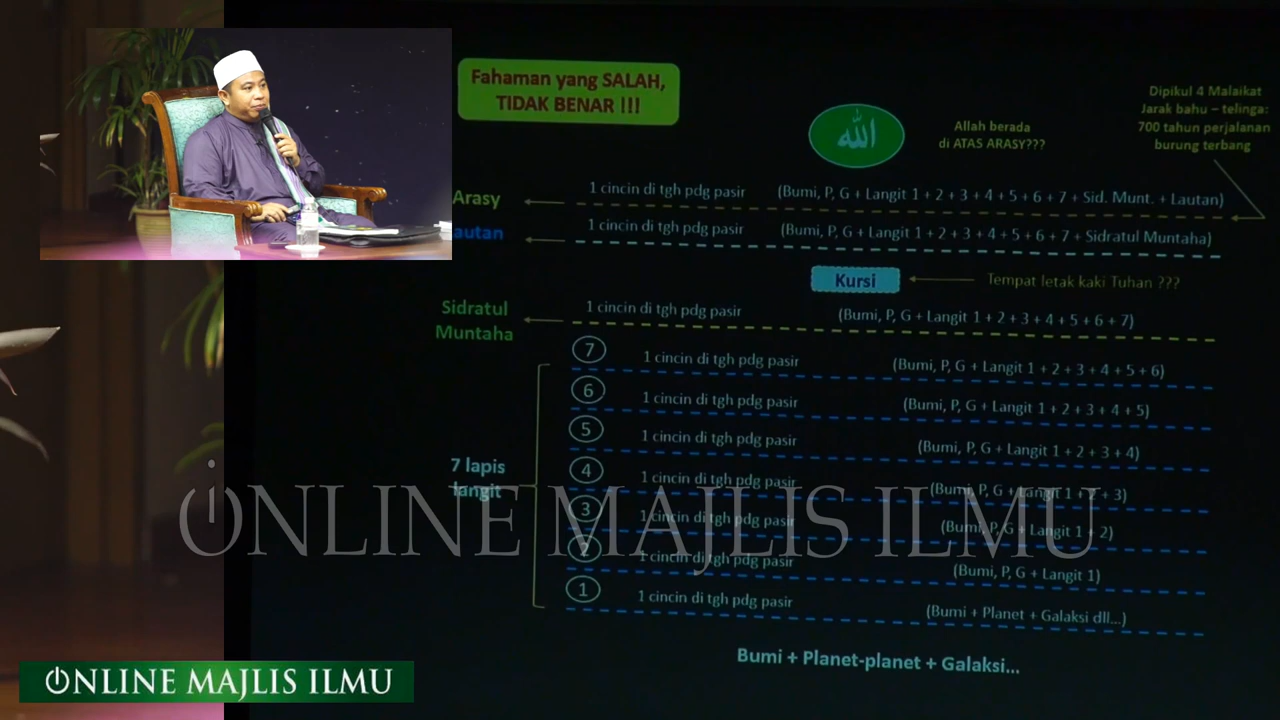 Fahaman yang SALAH,
TIDAK BENAR !!!
الله
Allah berada
di ATAS ARASY???
Dipikul 4 Malaikat
Jarak bahu – telinga:
700 tahun perjalanan
burung terbang
Arasy
1 cincin di tgh pdg pasir (Bumi, P, G + Langit 1 + 2 + 3 + 4 + 5 + 6 + 7 + Sid. Munt. + Lautan)
autan
1 cincin di tgh pdg pasir (Bumi, P, G + Langit 1 + 2 + 3 + 4 + 5 + 6 + 7 + Sidratul Muntaha)
Kursi
Tempat letak kaki Tuhan ???
Sidratul
Muntaha
1 cincin di tgh pdg pasir (Bumi, P, G + Langit 1 + 2 + 3 + 4 + 5 + 6 + 7)
7 1 cincin di tgh pdg pasir (Bumi, P, G + Langit 1 + 2 + 3 + 4 + 5 + 6)
6 1 cincin di tgh pdg pasir (Bumi, P, G + Langit 1 + 2 + 3 + 4 + 5)
5 1 cincin di tgh pdg pasir (Bumi, P, G + Langit 1 + 2 + 3 + 4)
7 lapis
langit
4 1 cincin di tgh pdg pasir (Bumi, P, G + Langit 1 + 2 + 3)
3 1 cincin di tgh pdg pasir (Bumi, P, G + Langit 1 + 2)
2 1 cincin di tgh pdg pasir (Bumi, P, G + Langit 1)
1 1 cincin di tgh pdg pasir (Bumi + Planet + Galaksi dll...)
Bumi + Planet-planet + Galaksi...
ONLINE MAJLIS ILMU
ONLINE MAJLIS ILMU